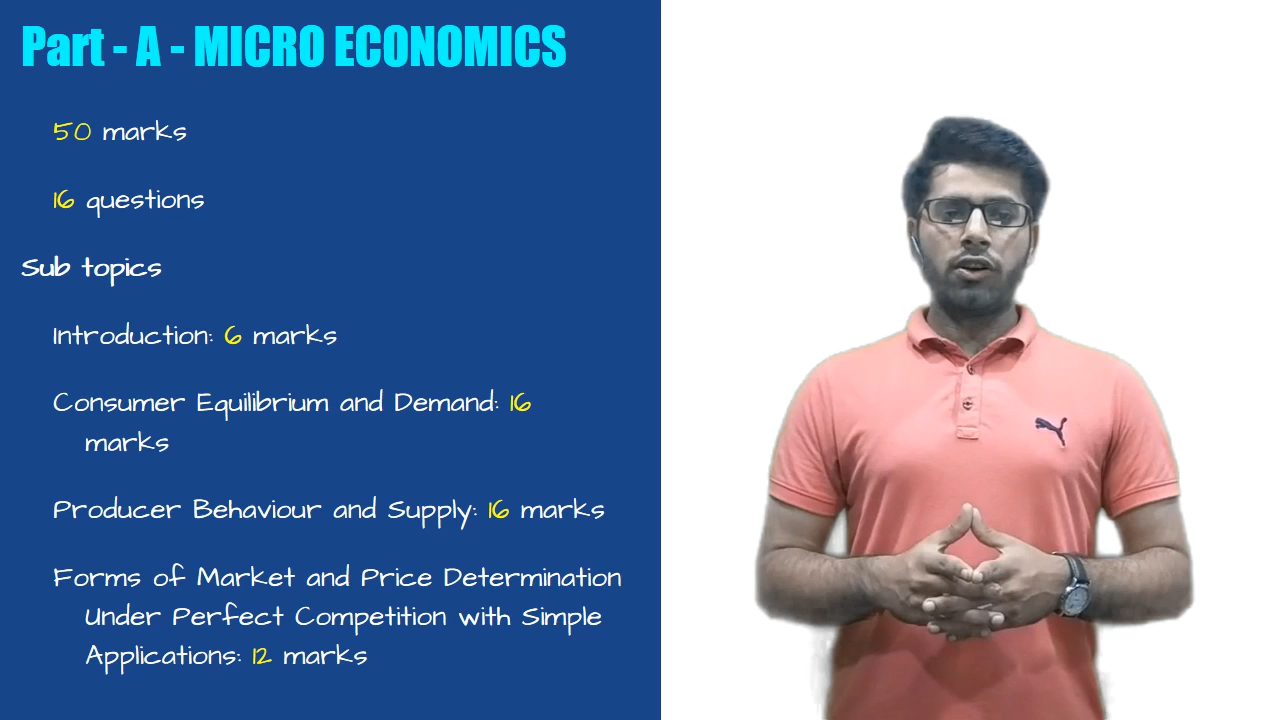 Part - A - MICRO ECONOMICS
50 marks
16 questions
Sub topics
Introduction: 6 marks
Consumer Equilibrium and Demand: 16
marks
Producer Behaviour and Supply: 16 marks
Forms of Market and Price Determination
Under Perfect Competition with Simple
Applications: 12 marks